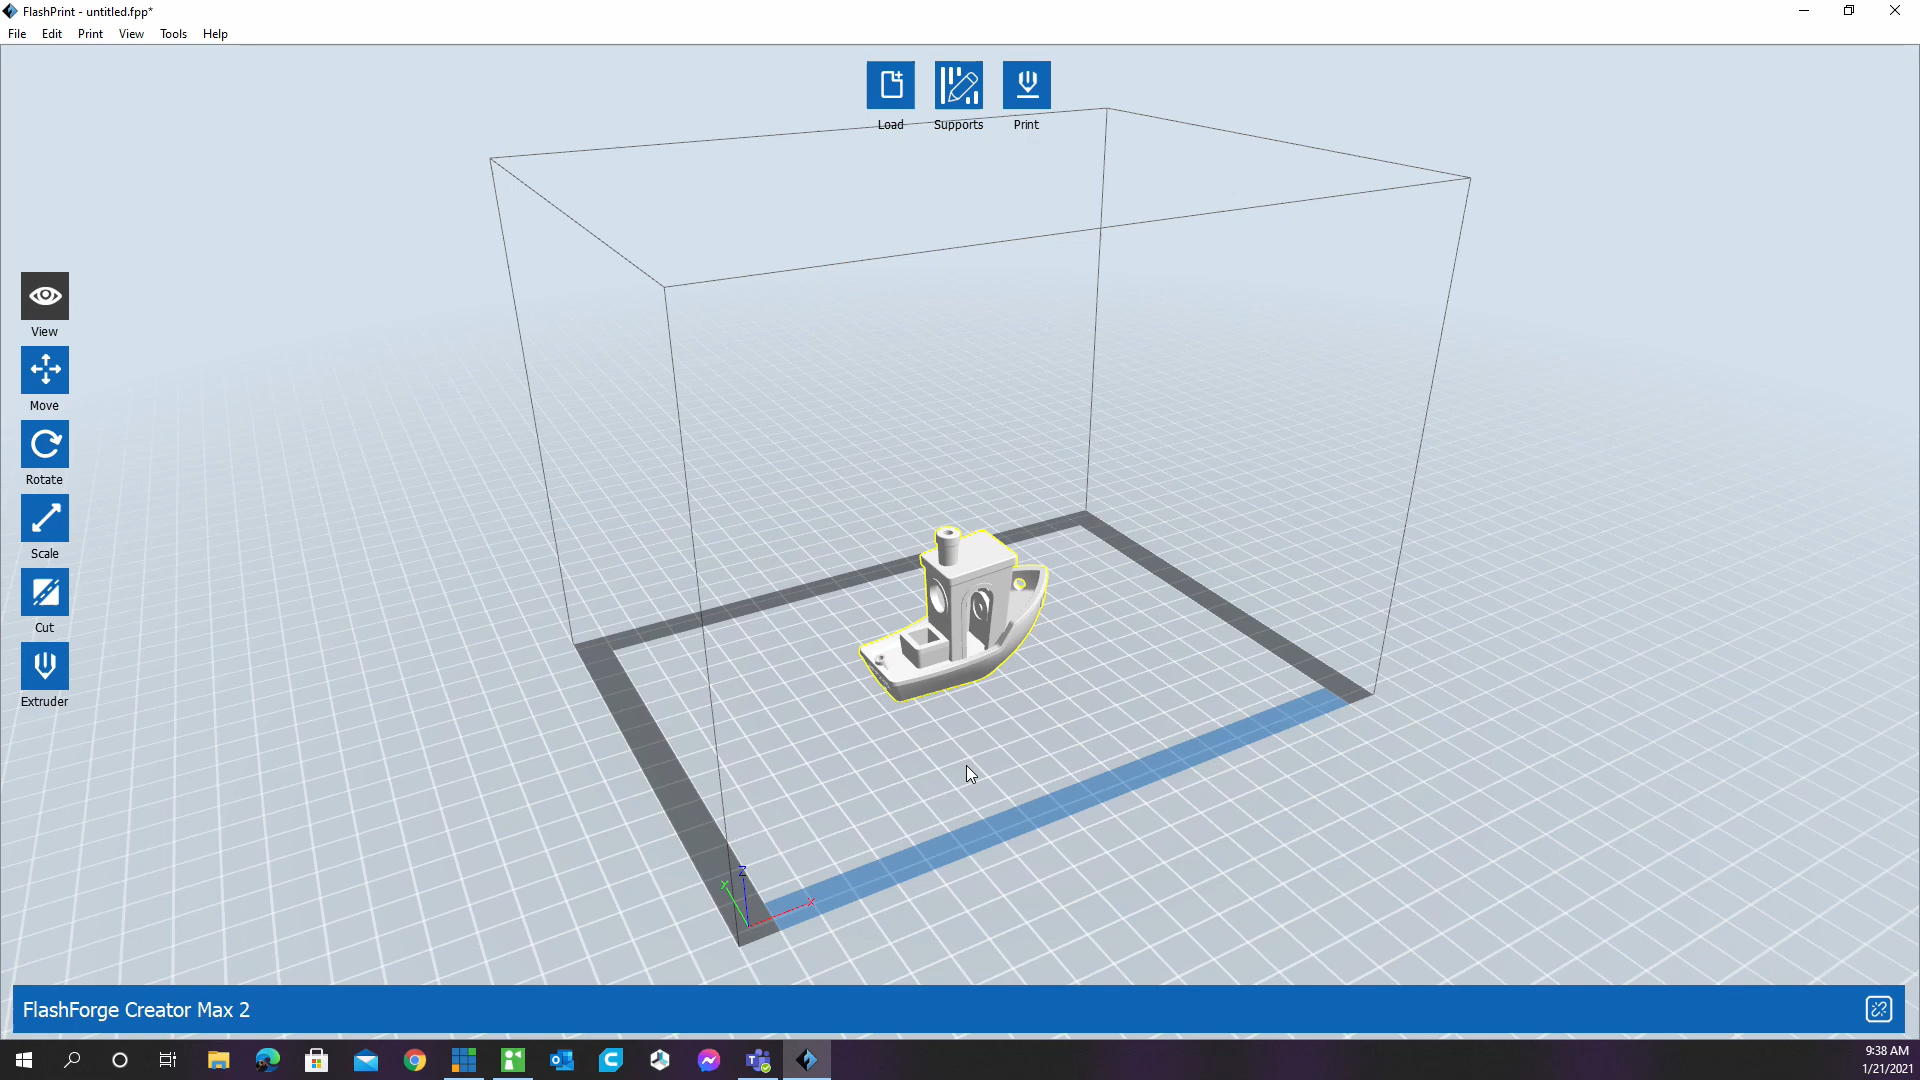 FlashPrint - untitled.fpp*
File Edit Print View Tools Help
Load Supports Print
View
Move
Rotate
Scale
Cut
Extruder
Z
Y
X
FlashForge Creator Max 2
9:38 AM
1/21/2021